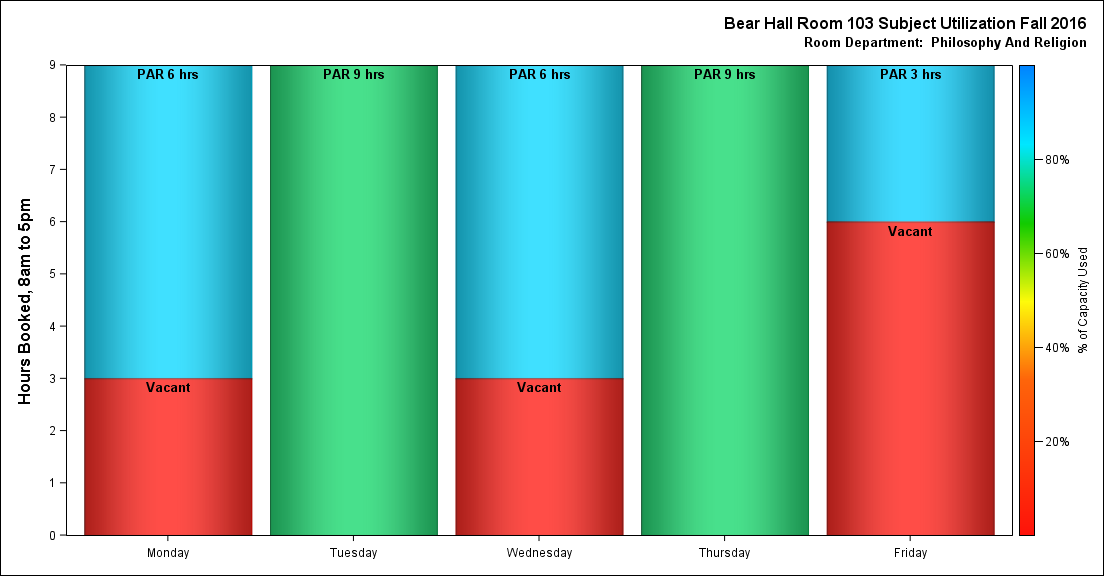 Bear Hall Room 103 Subject Utilization Fall 2016
Room Department:  Philosophy And Religion
Hours Booked, 8am to 5pm
9
8
7
6
5
4
3
2
1
0
PAR 6 hrs
Vacant
PAR 9 hrs
PAR 6 hrs
Vacant
PAR 9 hrs
PAR 3 hrs
Vacant
Monday
Tuesday
Wednesday
Thursday
Friday
80%
60%
40%
20%
% of Capacity Used